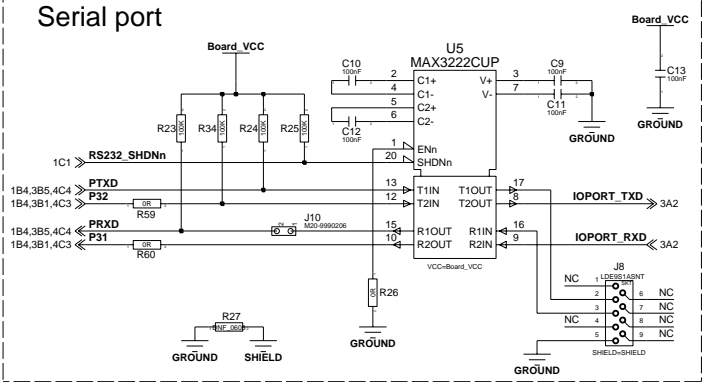 Serial port
Board_VCC
Board_VCC
U5
MAX3222CUP
C10
100nF
2 C1+ V+ 3
C9
100nF
4 C1- V- 7
C13
100nF
5 C2+
6 C2-
C11
100nF
C12
100nF
GROUND
GROUND
R23 100K
R34 100K
R24 100K
R25 100K
1 ENn
1C1 RS232_SHDNn 20 SHDNn
1B4,3B5,4C4 PTXD 13 T1IN T1OUT 17
1B4,3B1,4C3 P32 0R R59 12 T2IN T2OUT 8 IOPORT_TXD 3A2
J10
M20-9990206
1B4,3B5,4C4 PRXD 2 1 15 R1OUT R1IN 16
1B4,3B1,4C3 P31 0R R60 10 R2OUT R2IN 9 IOPORT_RXD 3A2
VCC=Board_VCC
J8
LDE9S1ASNT
SKT
NC 1
2 6 NC
3 7 NC
NC 4 8 NC
5 9 NC
SHIELD=SHIELD
0R R26
R27
DNF_0603
GROUND
SHIELD
GROUND
GROUND